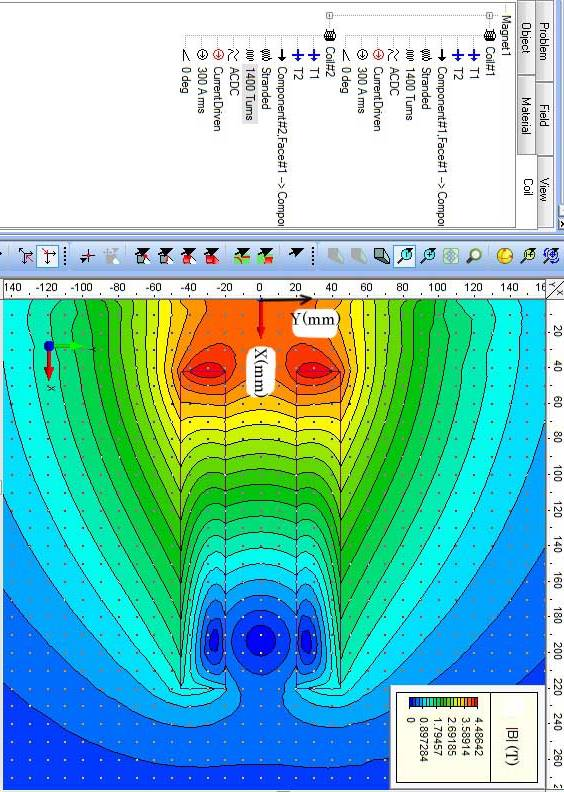 Problem Field View
Object Material Coil
Magnet1
Coil#1
T1
T2
Component#1,Face#1 -> Compo
Stranded
1400 Turns
ACDC
CurrentDriven
300 A rms
0 deg
Coil#2
T1
T2
Component#2,Face#1 -> Compo
Stranded
1400 Turns
ACDC
CurrentDriven
300 A rms
0 deg
140 -120 -100 -80 -60 -40 -20 0 20 40 60 80 100 120 140 16
Y(mm
X(mm)
20
40
60
80
100
120
140
160
180
200
220
240
260
2
X
|B| (T)
4.48642
3.58914
2.69185
1.79457
0.897284
0